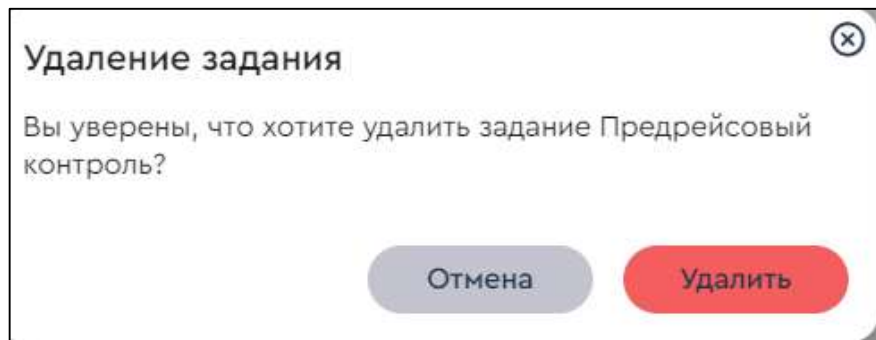 Удаление задания
Вы уверены, что хотите удалить задание Предрейсовый
контроль?
Отмена
Удалить